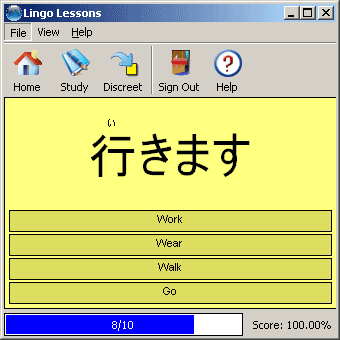 Lingo Lessons
File View Help
Home Study Discreet Sign Out Help
い
行きます
Work
Wear
Walk
Go
8/10 Score: 100.00%